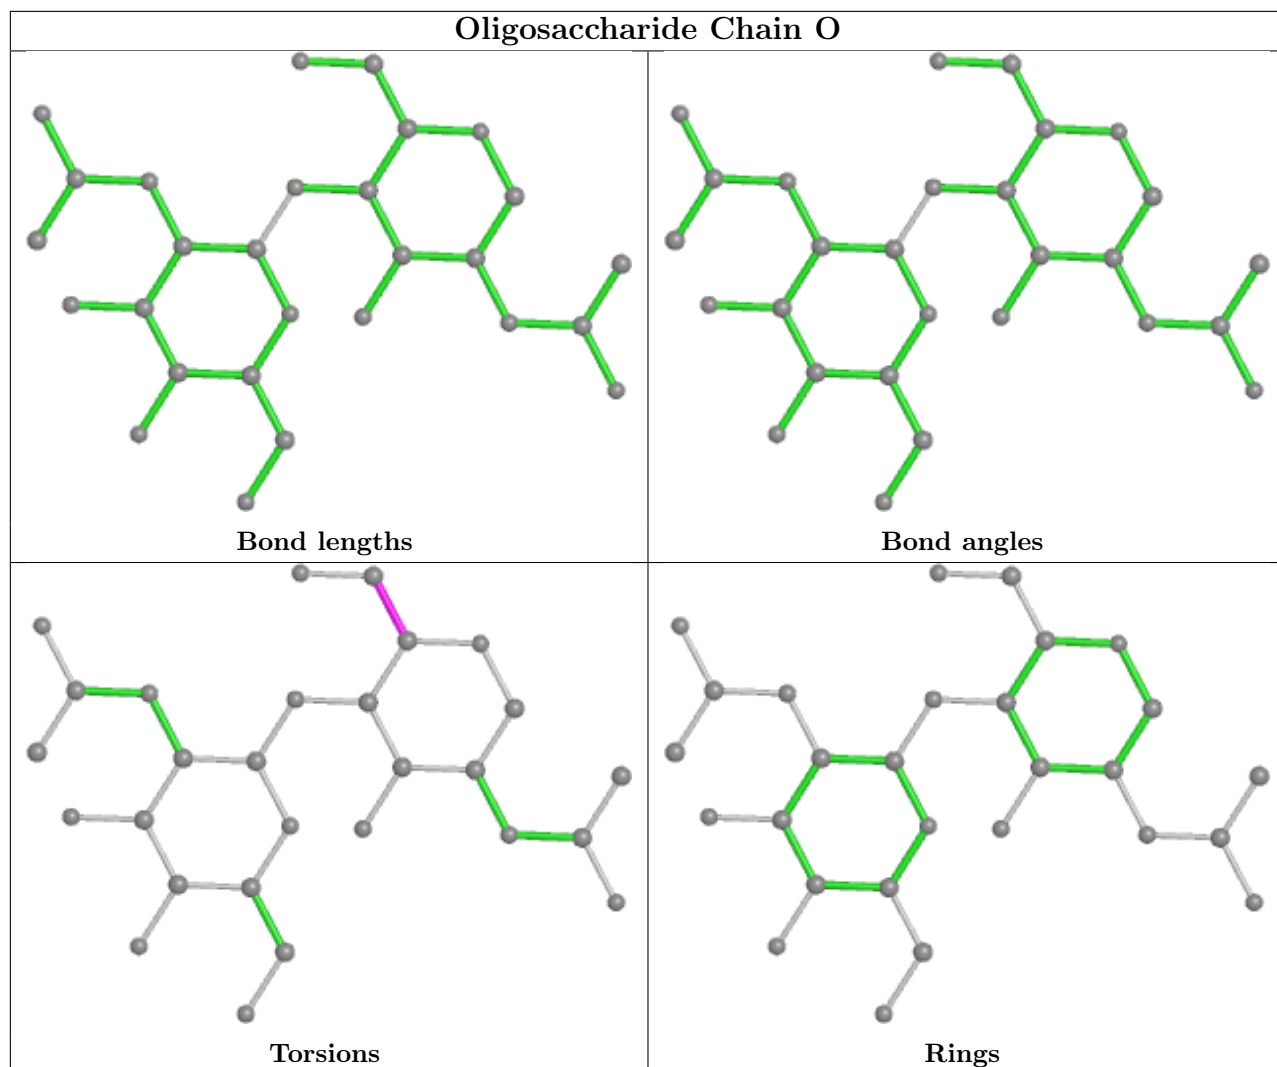 Oligosaccharide Chain O
Bond lengths
Bond angles
Torsions
Rings